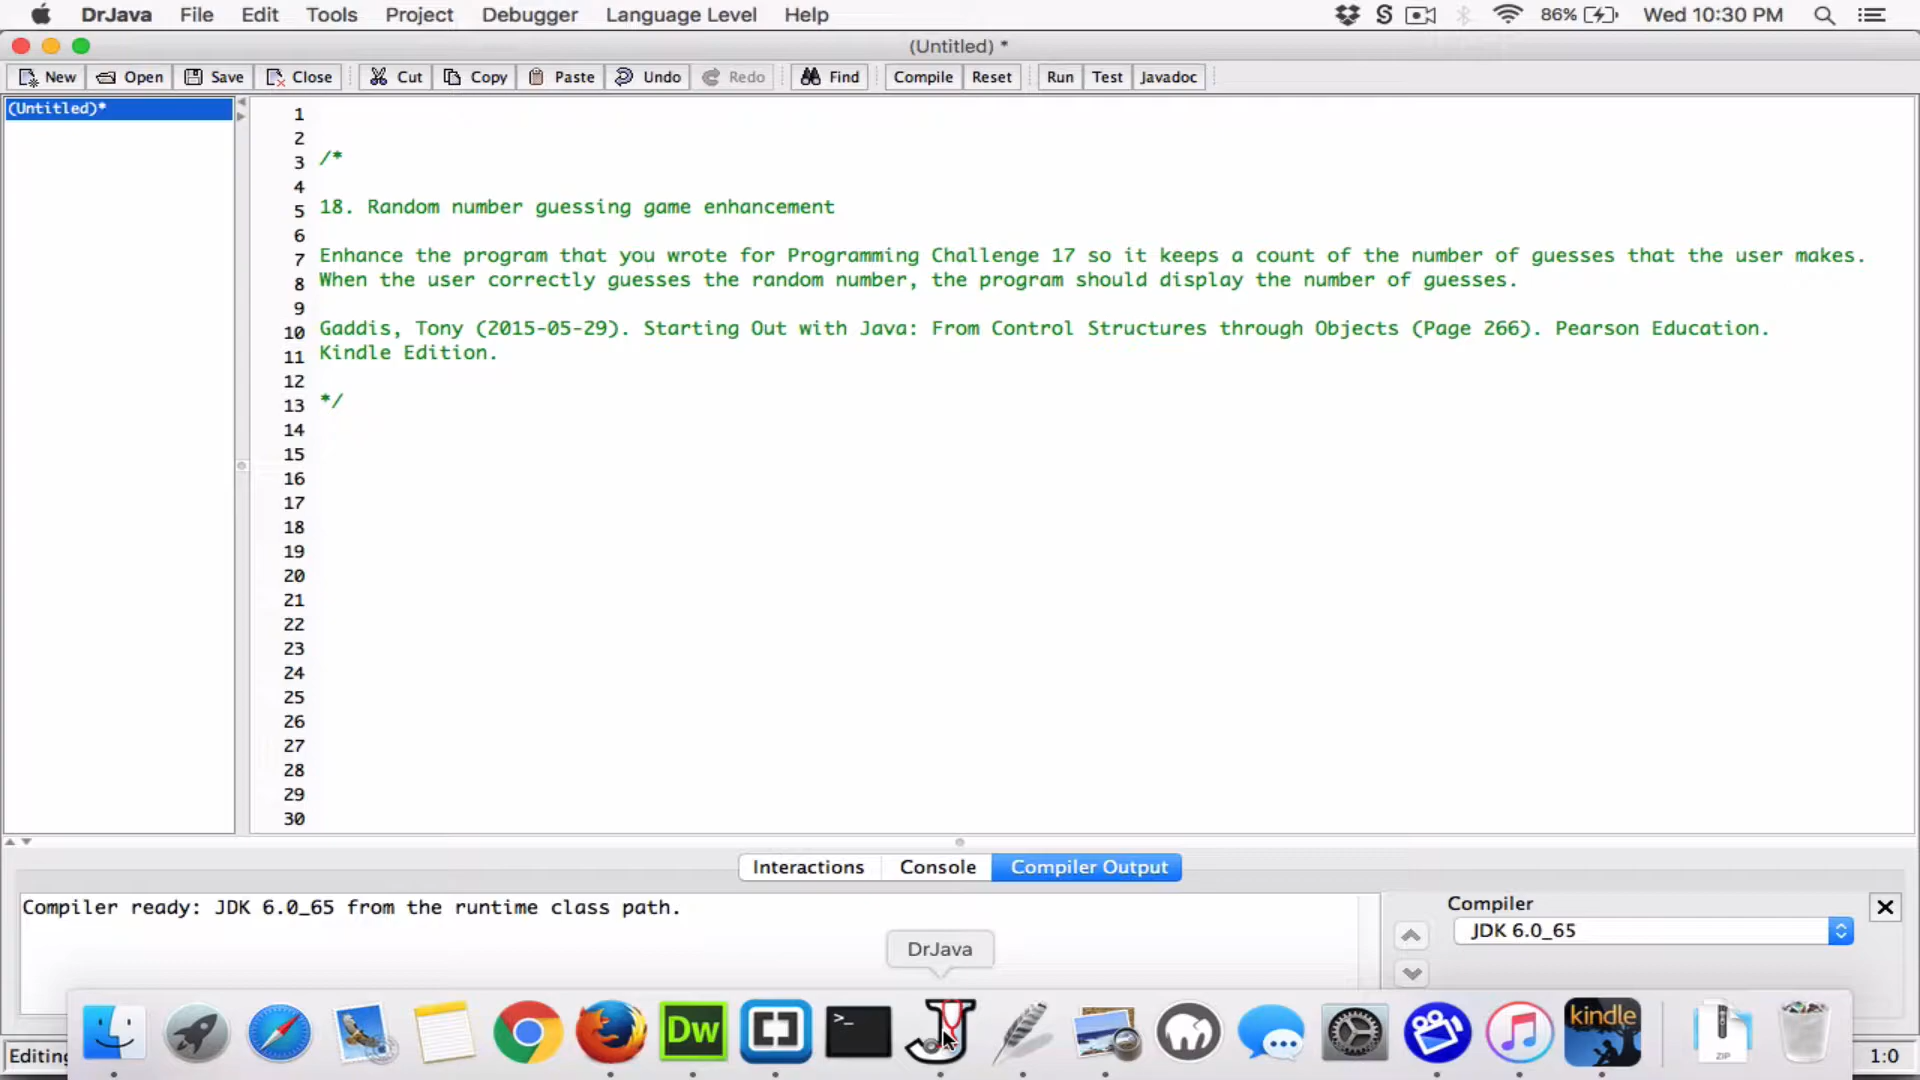 DrJava File Edit Tools Project Debugger Language Level Help 86% Wed 10:30 PM
(Untitled) *
New Open Save Close Cut Copy Paste Undo Redo Find Compile Reset Run Test Javadoc
(Untitled)*
1
2
3 /*
4
5 18. Random number guessing game enhancement
6
7 Enhance the program that you wrote for Programming Challenge 17 so it keeps a count of the number of guesses that the user makes.
8 When the user correctly guesses the random number, the program should display the number of guesses.
9
10 Gaddis, Tony (2015-05-29). Starting Out with Java: From Control Structures through Objects (Page 266). Pearson Education.
11 Kindle Edition.
12
13 */
14
15
16
17
18
19
20
21
22
23
24
25
26
27
28
29
30
Interactions Console Compiler Output
Compiler ready: JDK 6.0_65 from the runtime class path.
Compiler
JDK 6.0_65
DrJava
Dw
>_
kindle
ZIP
Editing
1:0